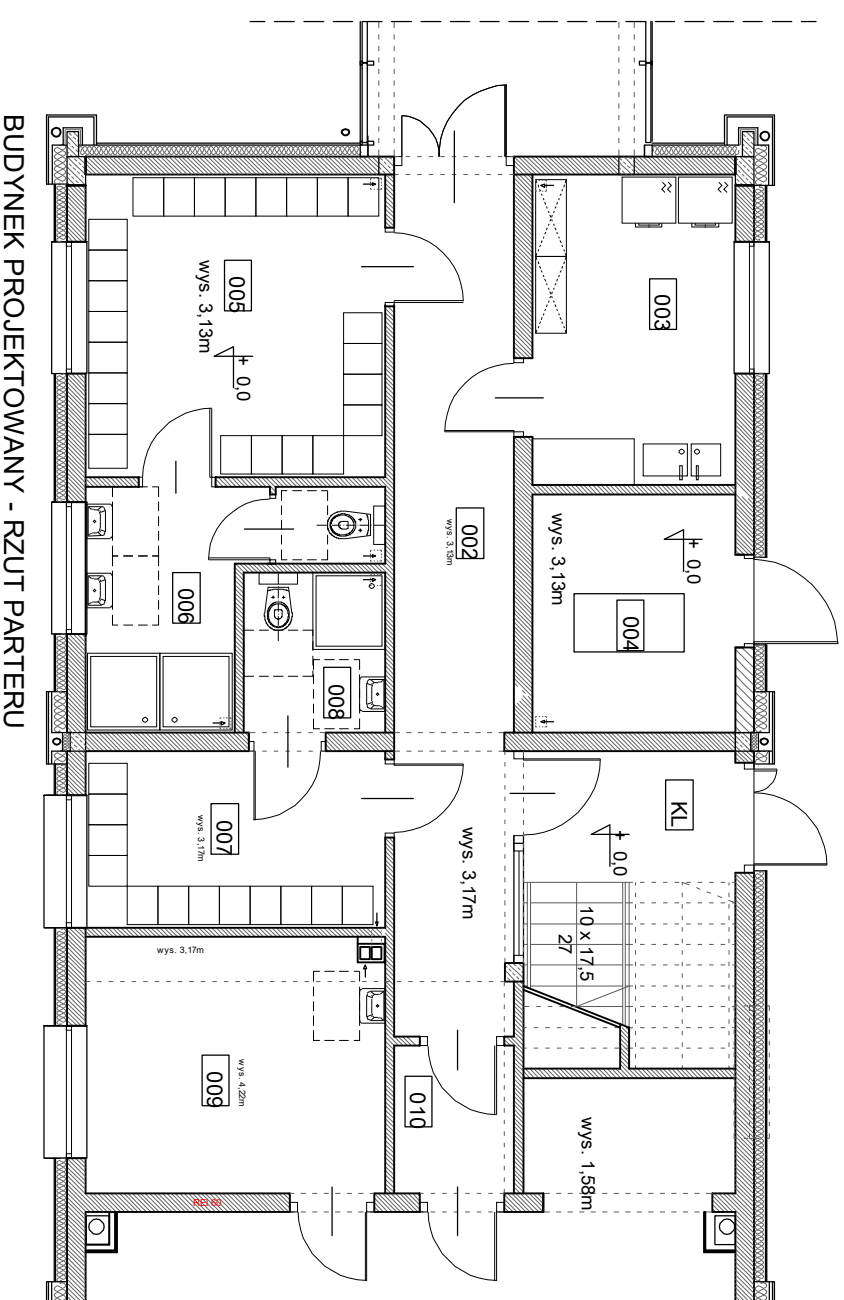 BUDYNEK PROJEKTOWANY - RZUT PARTERU
003
005
wys. 3,13m
+ 0,0
002
wys. 3,13m
wys. 3,13m
+ 0,0
004
006
008
KL
+ 0,0
007
wys. 3,17m
wys. 3,17m
10 x 17,5
27
wys. 3,17m
009
wys. 4,22m
010
wys. 1,58m
REI 60